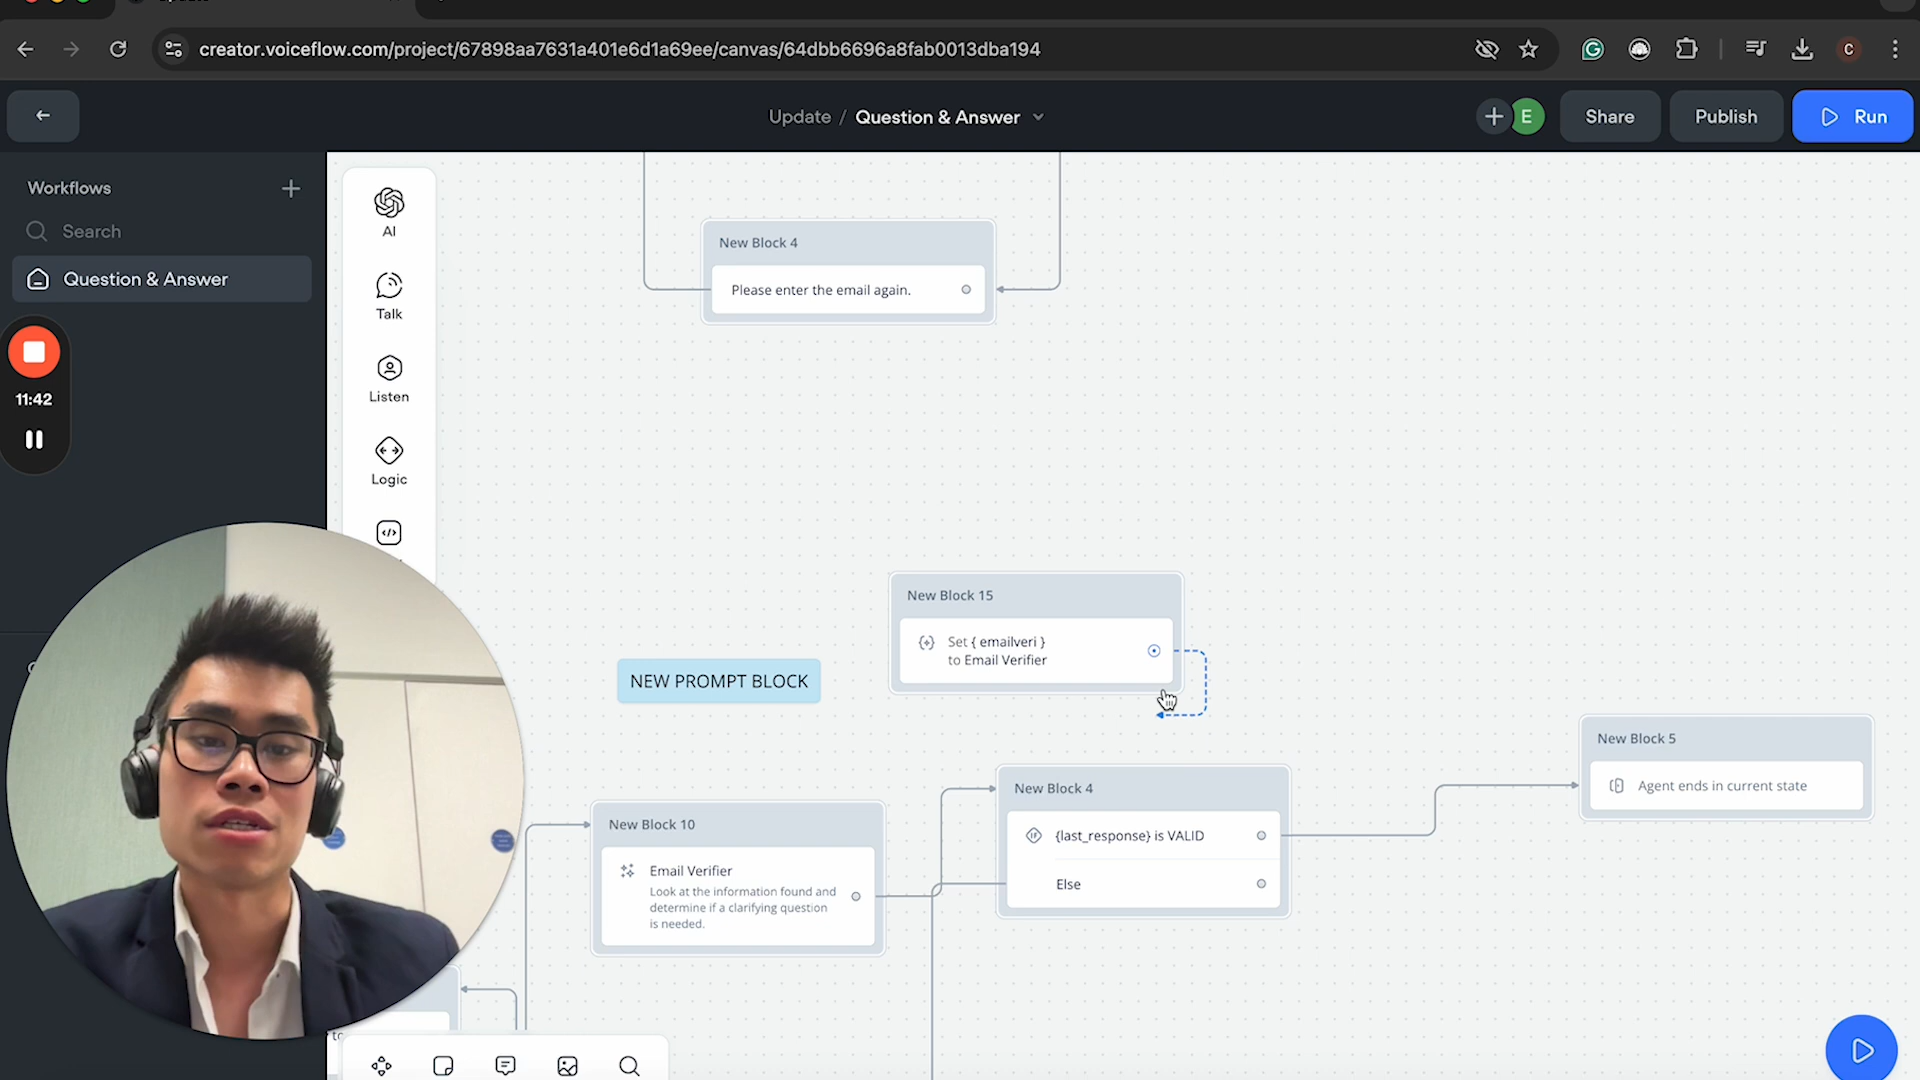 creator.voiceflow.com/project/67898aa7631a401e6d1a69ee/canvas/64dbb6696a8fab0013dba194
C
Update / Question & Answer
E
Share
Publish
Run
Workflows
Search
Question & Answer
11:42
AI
Talk
Listen
Logic
New Block 4
Please enter the email again.
New Block 15
Set { emailveri }
to Email Verifier
NEW PROMPT BLOCK
New Block 10
Email Verifier
Look at the information found and
determine if a clarifying question
is needed.
New Block 4
{last_response} is VALID
Else
New Block 5
Agent ends in current state